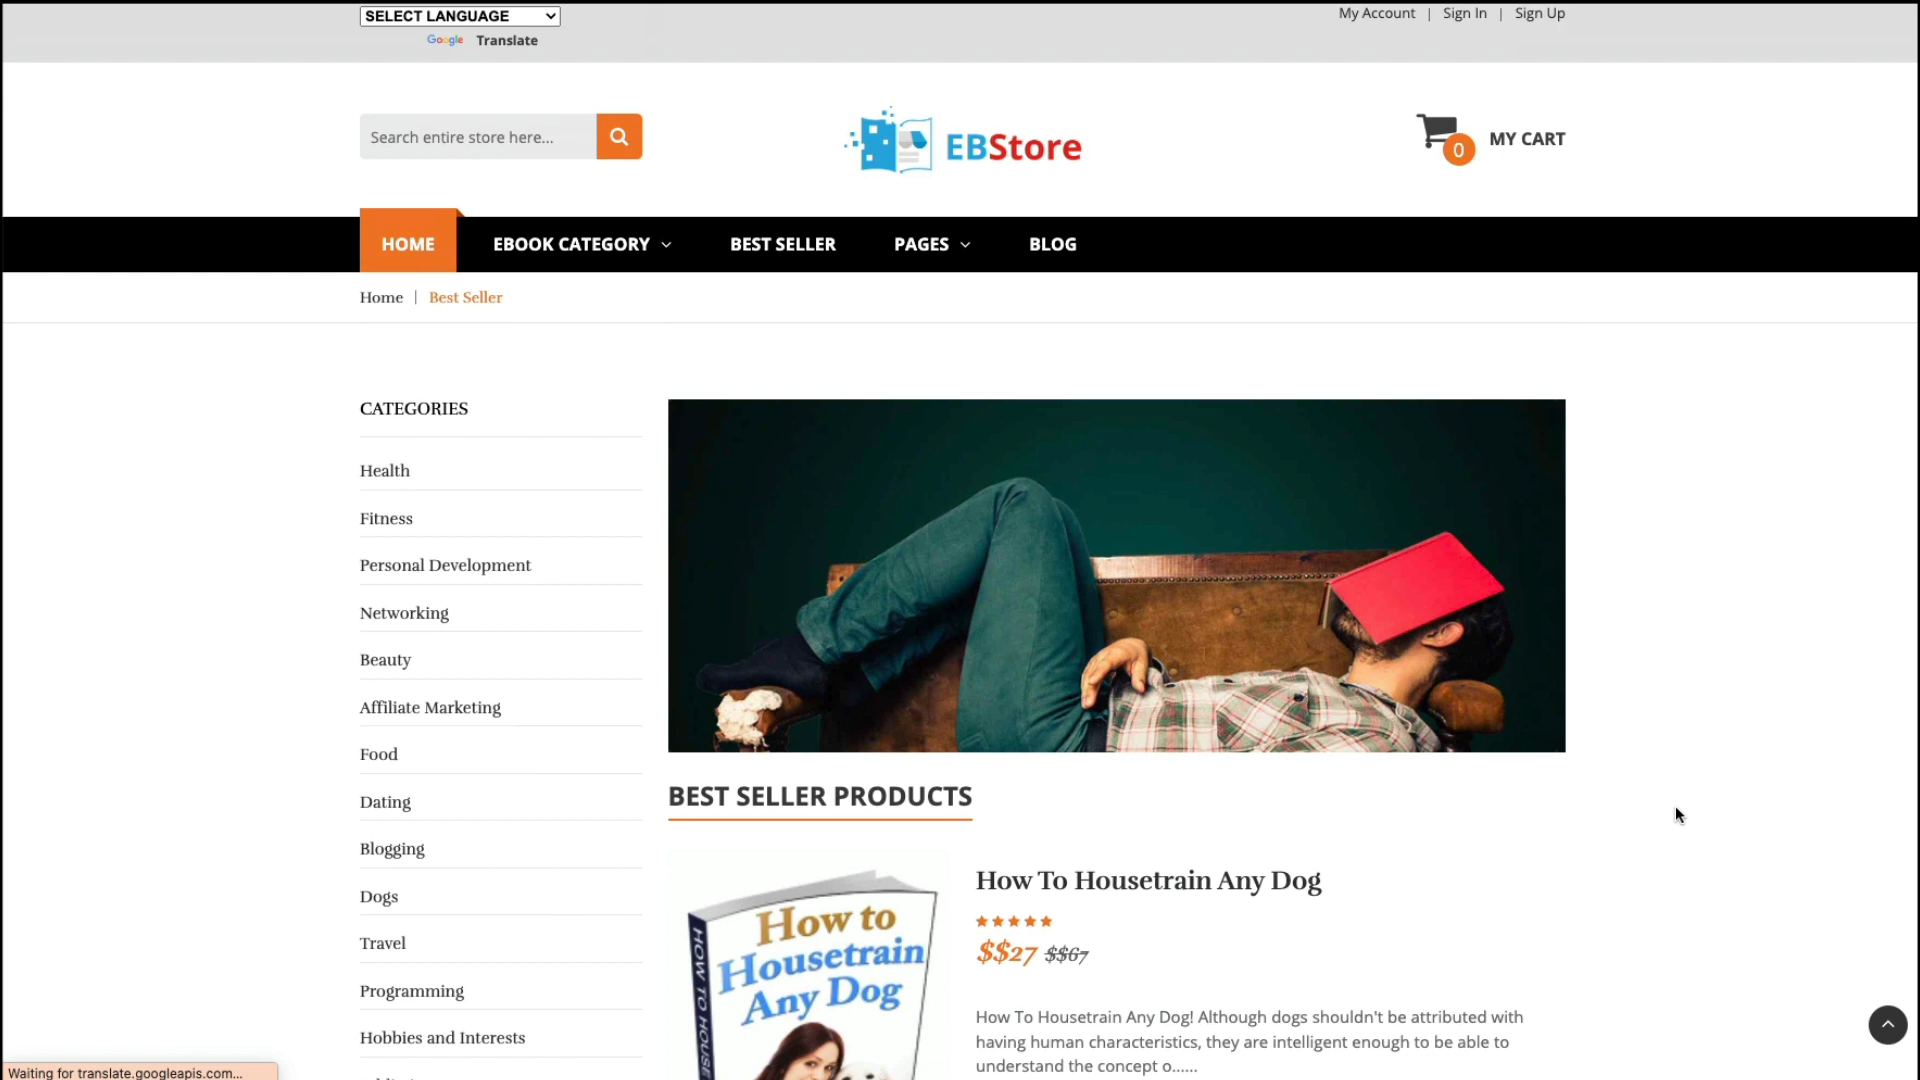 SELECT LANGUAGE
Google Translate
My Account | Sign In | Sign Up
Search entire store here...
EBStore
0 MY CART
HOME EBOOK CATEGORY BEST SELLER PAGES BLOG
Home | Best Seller
CATEGORIES
Health
Fitness
Personal Development
Networking
Beauty
Affiliate Marketing
Food
Dating
Blogging
Dogs
Travel
Programming
Hobbies and Interests
BEST SELLER PRODUCTS
How to
Housetrain
Any Dog
HOW TO HOUSE
How To Housetrain Any Dog
$$27 $$67
How To Housetrain Any Dog! Although dogs shouldn't be attributed with
having human characteristics, they are intelligent enough to be able to
understand the concept o......
Waiting for translate.googleapis.com...